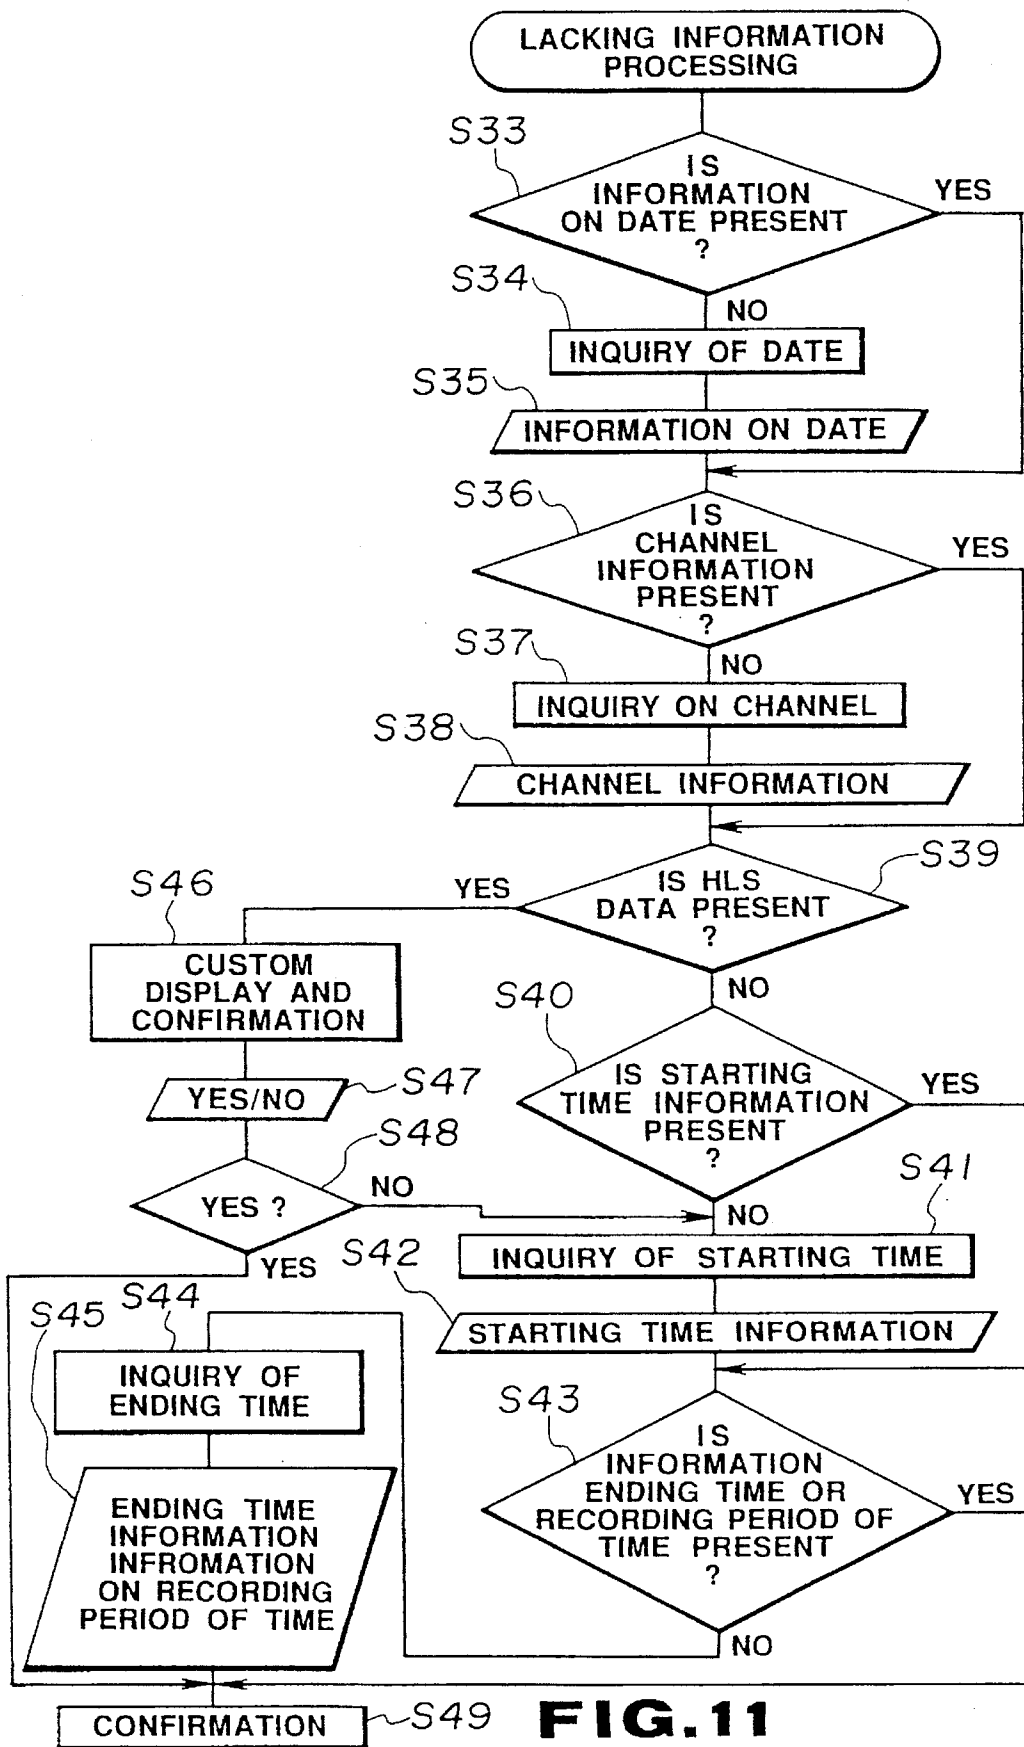 LACKING INFORMATION
PROCESSING
S33
IS
INFORMATION
ON DATE PRESENT
?
YES
S34
NO
INQUIRY OF DATE
S35
INFORMATION ON DATE
S36
IS
CHANNEL
INFORMATION
PRESENT
?
YES
S37
NO
INQUIRY ON CHANNEL
S38
CHANNEL INFORMATION
S39
IS HLS
DATA PRESENT
?
YES
NO
S46
CUSTOM
DISPLAY AND
CONFIRMATION
S40
IS STARTING
TIME INFORMATION
PRESENT
?
YES
NO
YES/NO
S47
S48
YES ?
NO
YES
S41
INQUIRY OF STARTING TIME
S42
STARTING TIME INFORMATION
S43
IS
INFORMATION
ENDING TIME OR
RECORDING PERIOD OF
TIME PRESENT
?
YES
NO
S44
INQUIRY OF
ENDING TIME
S45
ENDING TIME
INFORMATION
INFROMATION
ON RECORDING
PERIOD OF TIME
CONFIRMATION
S49
FIG.11